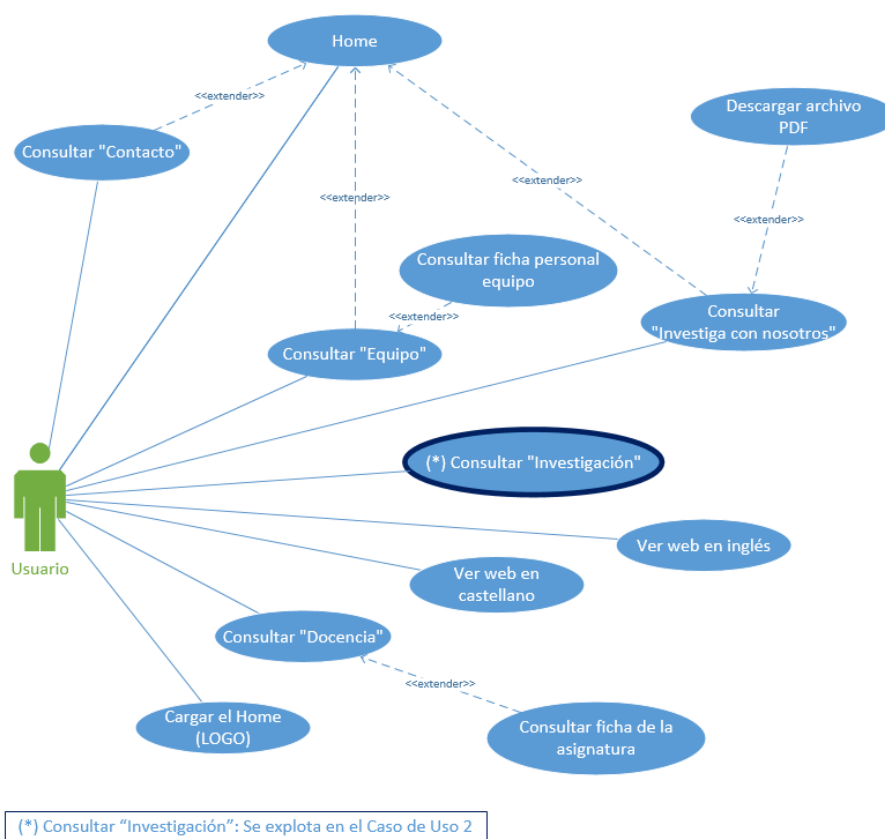 Home
<<extender>>
Descargar archivo
PDF
Consultar "Contacto"
<<extender>>
<<extender>>
<<extender>>
Consultar ficha personal
equipo
<<extender>>
Consultar
"Investiga con nosotros"
Consultar "Equipo"
(*) Consultar "Investigación"
Ver web en inglés
Usuario
Ver web en
castellano
Consultar "Docencia"
<<extender>>
Cargar el Home
(LOGO)
Consultar ficha de la
asignatura
(*) Consultar “Investigación”: Se explota en el Caso de Uso 2